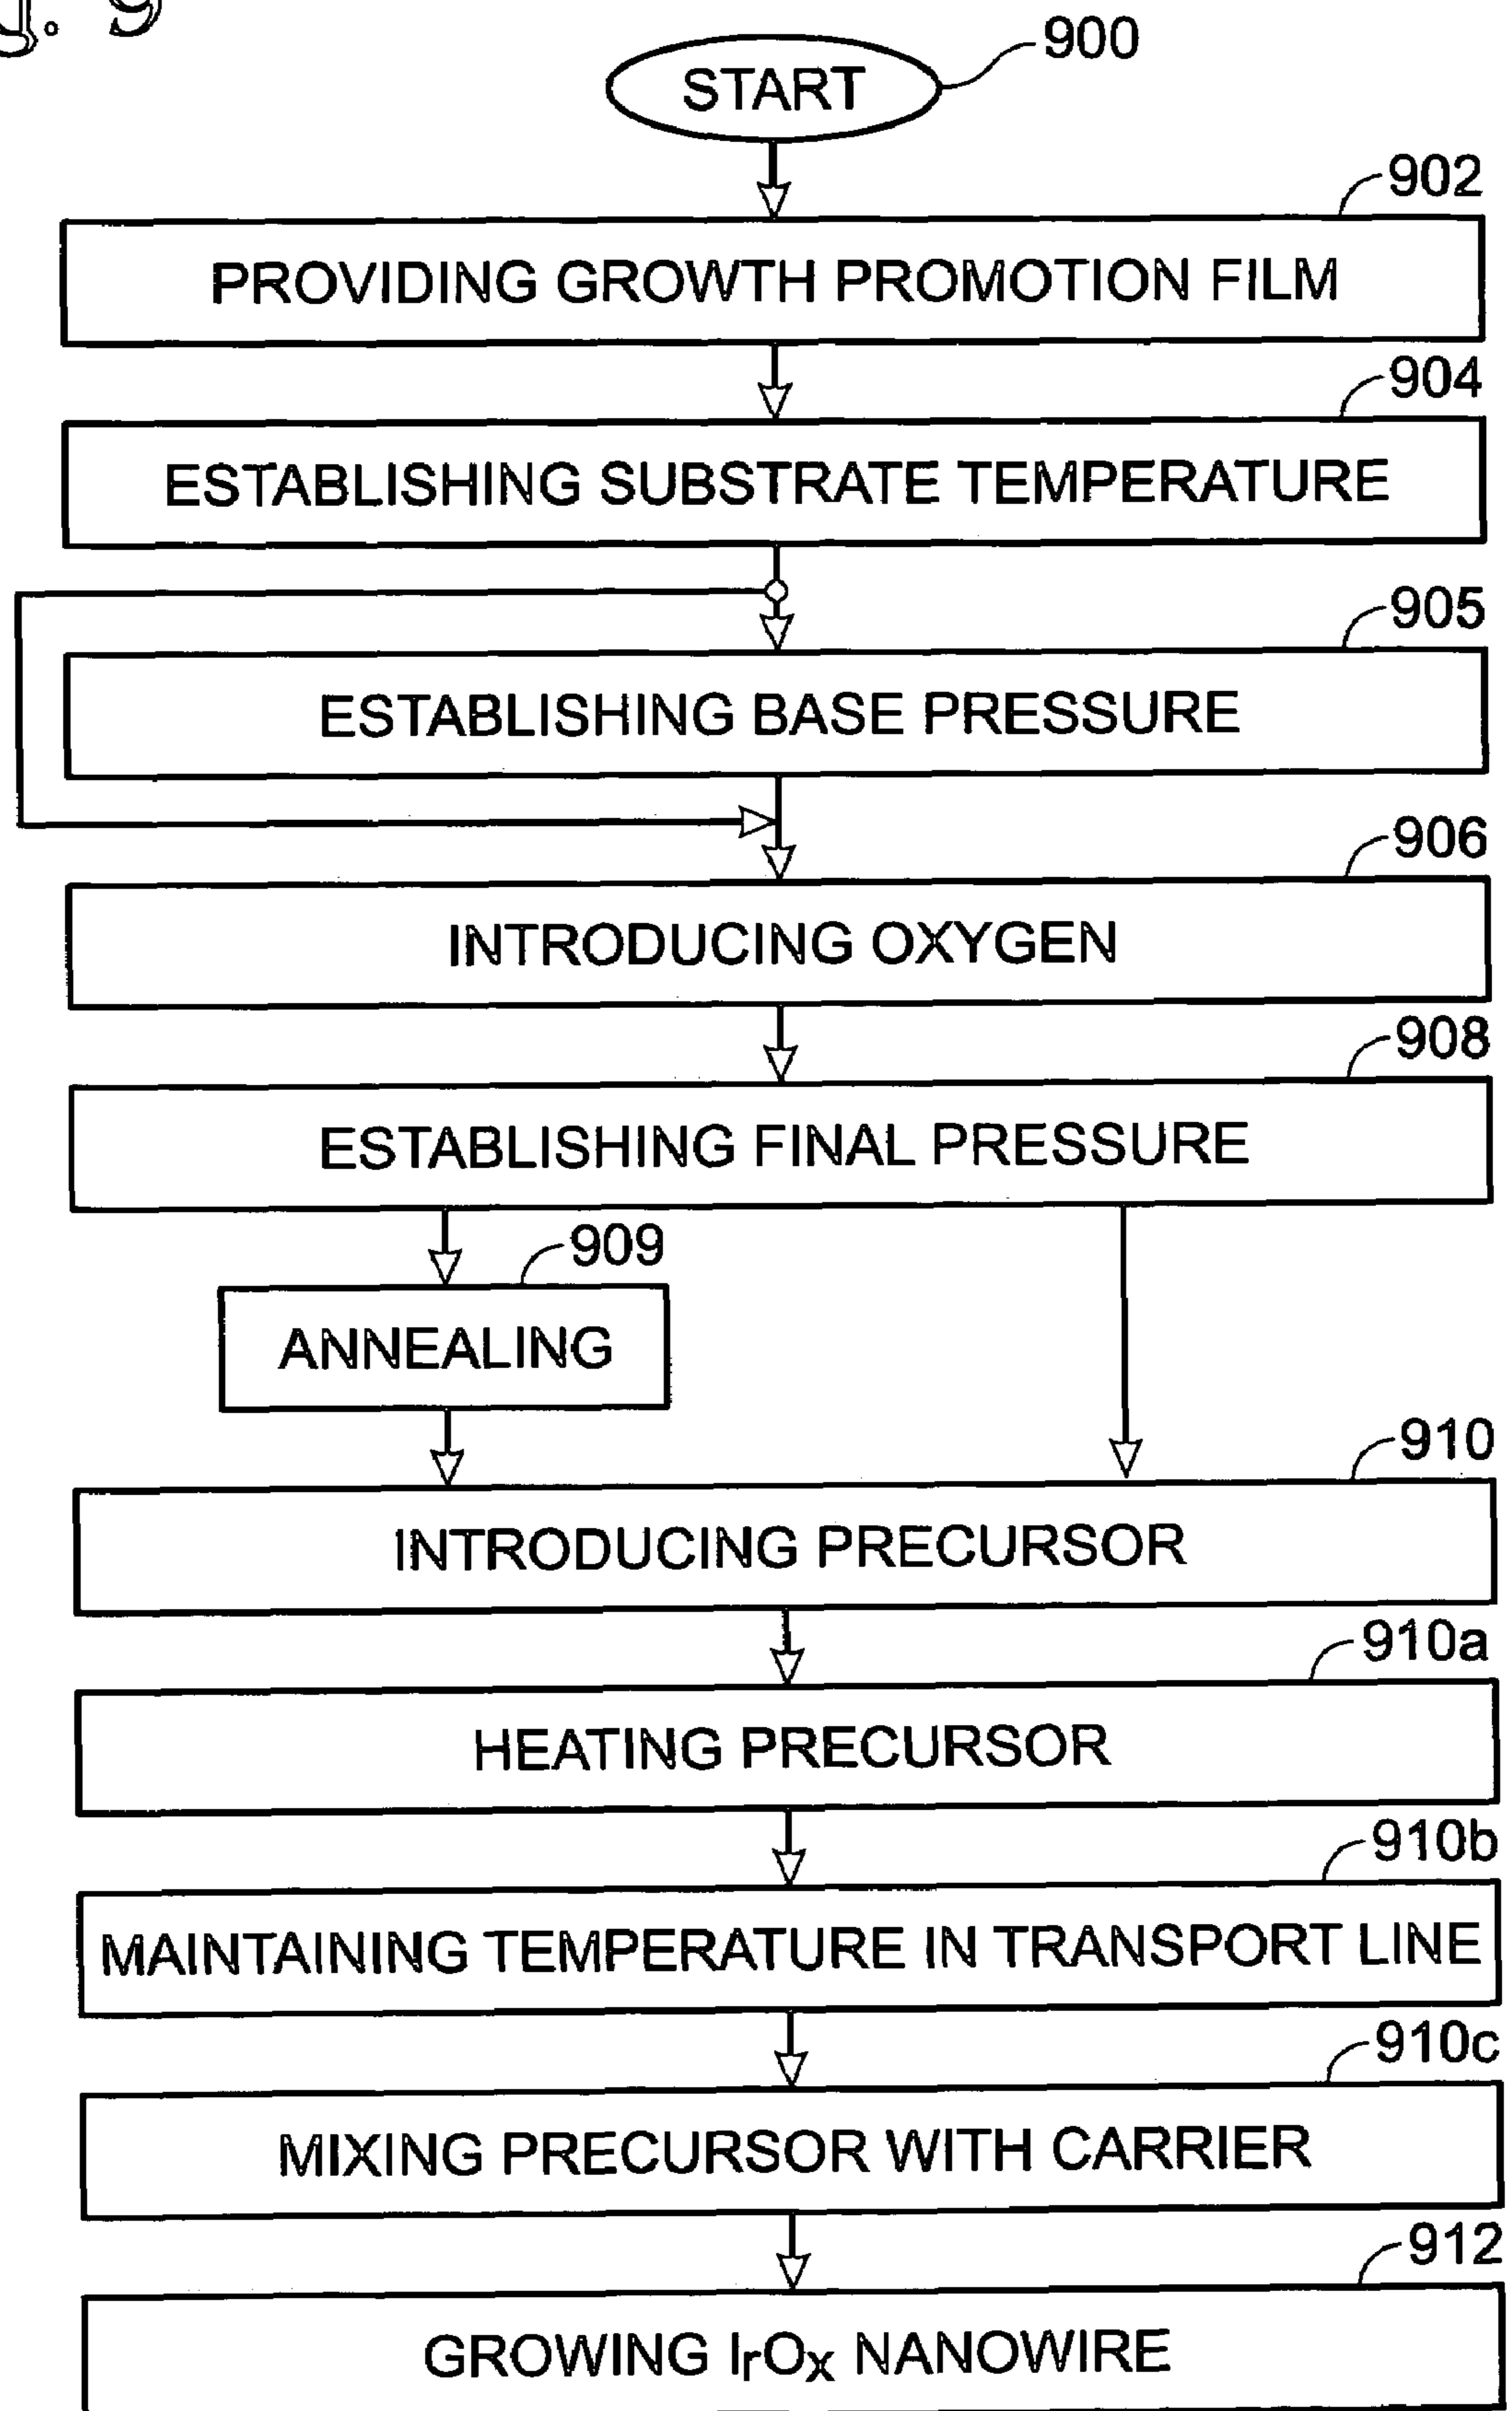 g. 9
900
START
902
PROVIDING GROWTH PROMOTION FILM
904
ESTABLISHING SUBSTRATE TEMPERATURE
905
ESTABLISHING BASE PRESSURE
906
INTRODUCING OXYGEN
908
ESTABLISHING FINAL PRESSURE
909
ANNEALING
910
INTRODUCING PRECURSOR
910a
HEATING PRECURSOR
910b
MAINTAINING TEMPERATURE IN TRANSPORT LINE
910c
MIXING PRECURSOR WITH CARRIER
912
GROWING IrOx NANOWIRE